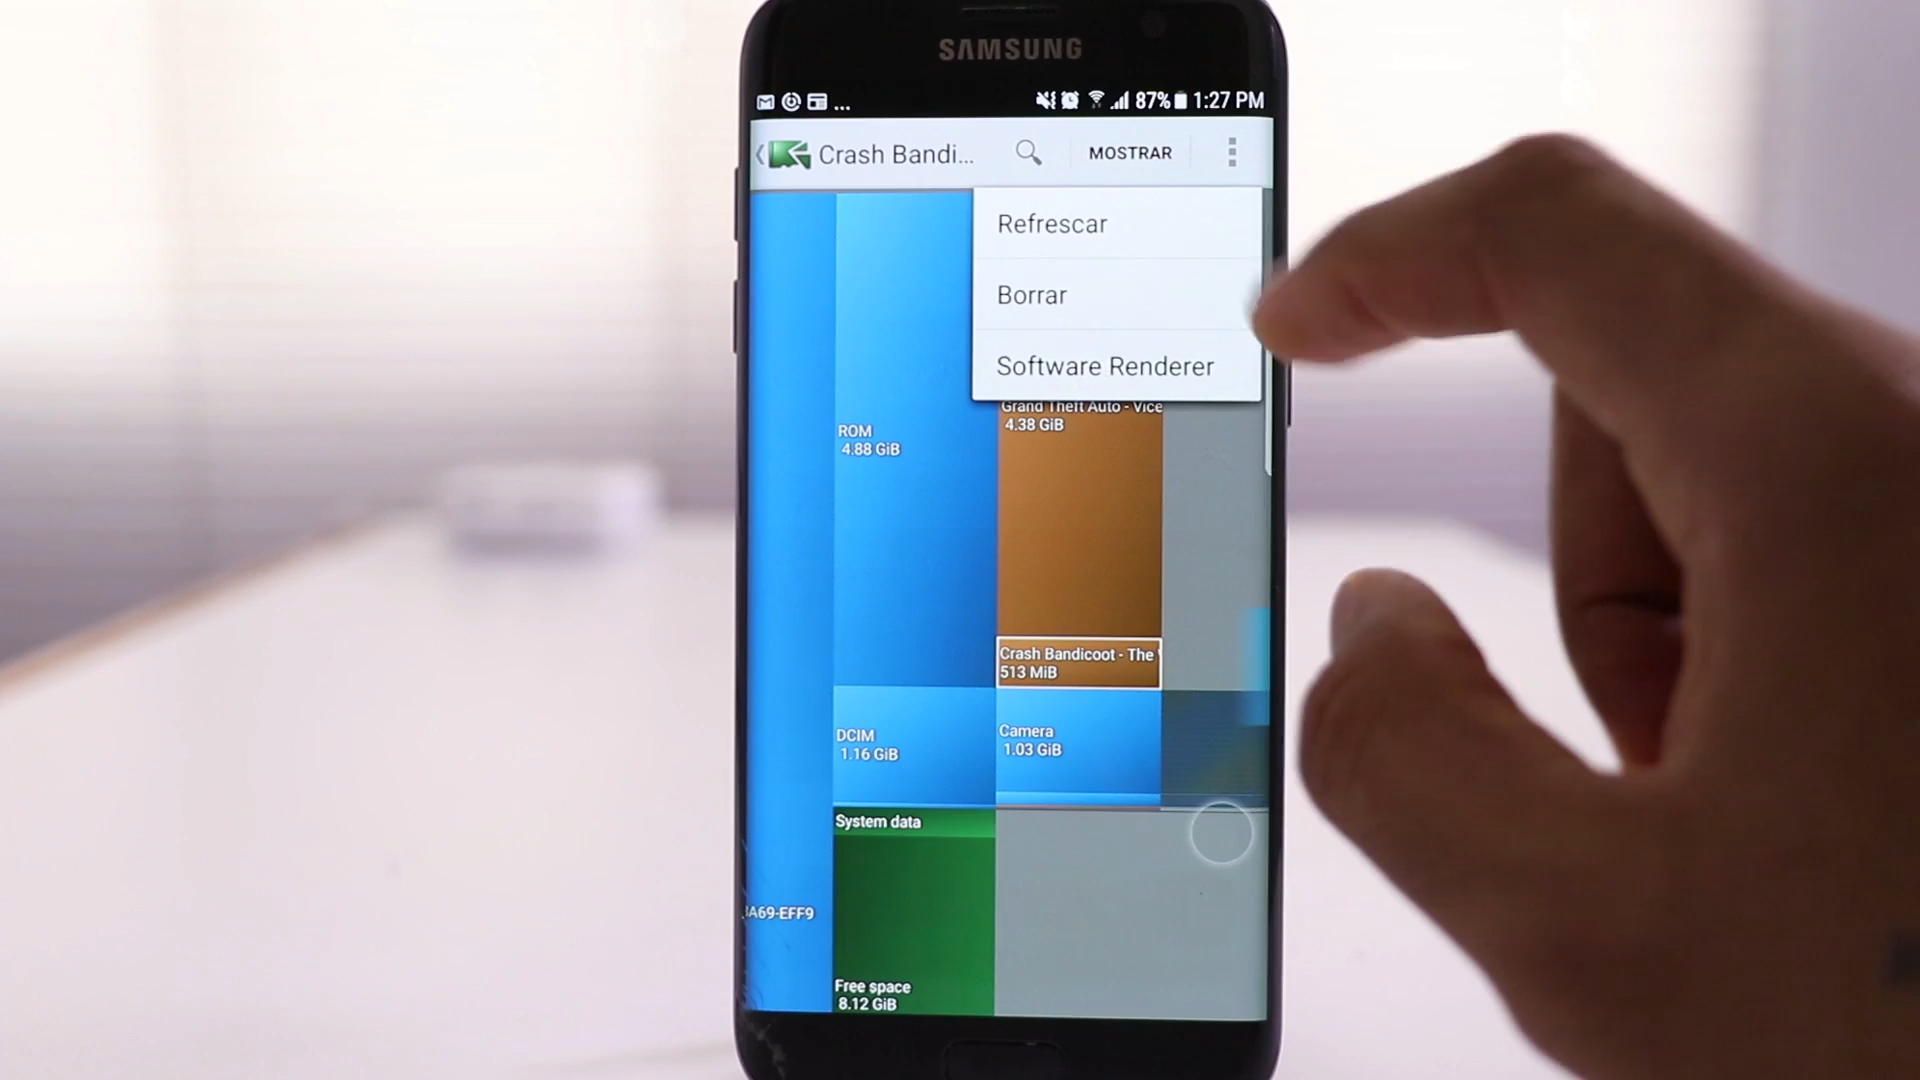 SAMSUNG
... 87% 1:27 PM
Crash Bandi... MOSTRAR
Refrescar
Borrar
Software Renderer
Grand Theft Auto - Vice
4.38 GiB
ROM
4.88 GiB
Crash Bandicoot - The
513 MiB
DCIM
1.16 GiB
Camera
1.03 GiB
System data
A69-EFF9
Free space
8.12 GiB